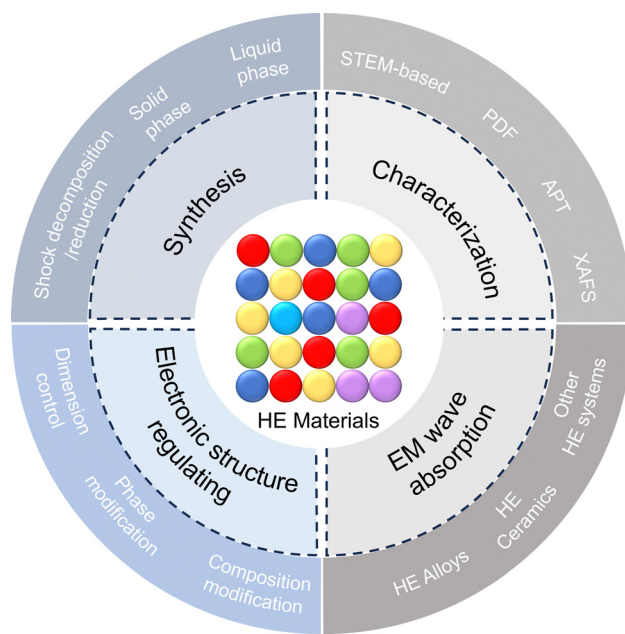 Liquid
phase
Solid
phase
Shock decomposition
/reduction
STEM-based
PDF
APT
XAFS
Synthesis
Characterization
HE Materials
Electronic structure
regulating
EM wave
absorption
Dimension
control
Phase
modification
Composition
modification
Other
HE systems
HE
Ceramics
HE Alloys